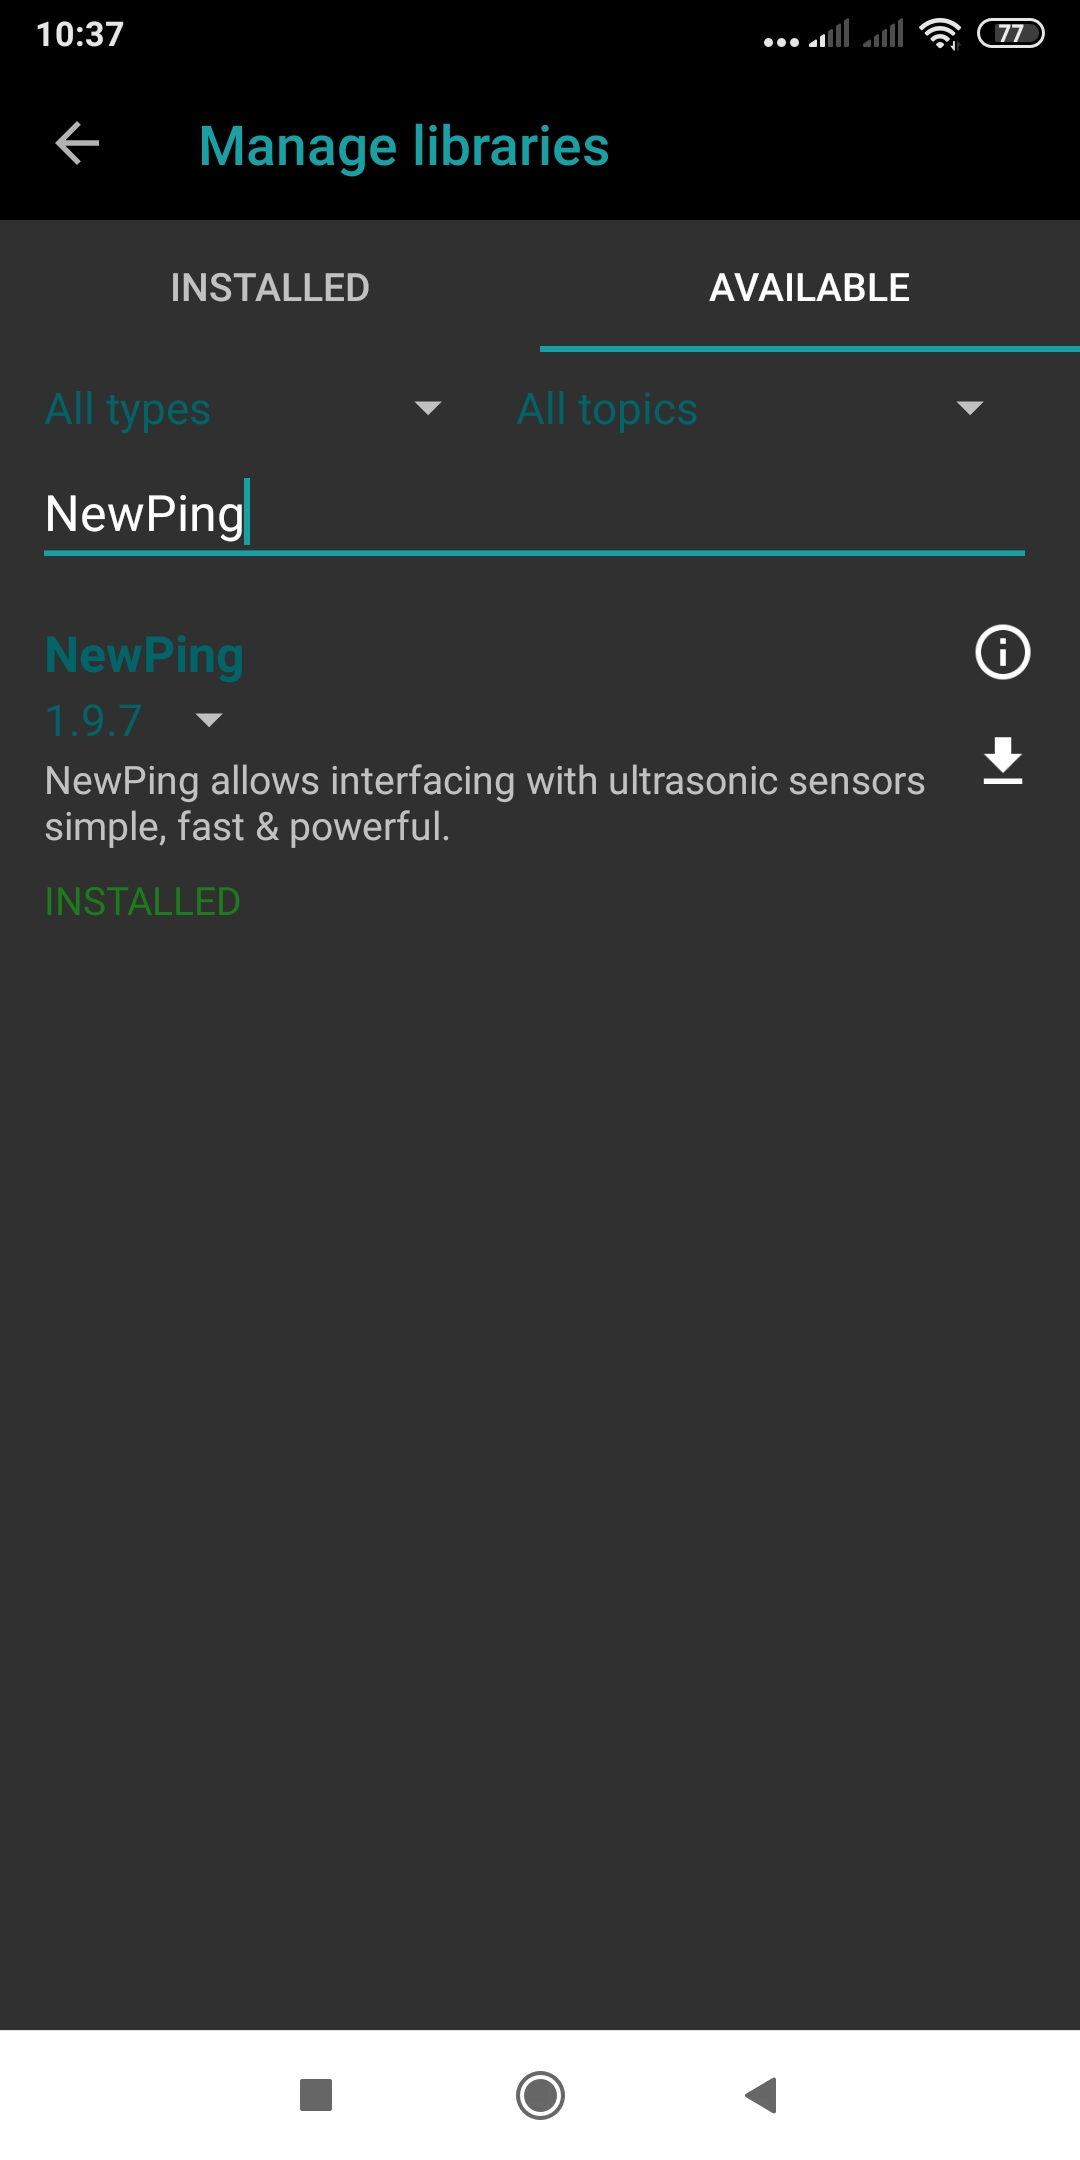 10:37
77
Manage libraries
INSTALLED
AVAILABLE
All types
All topics
NewPing
NewPing
1.9.7
NewPing allows interfacing with ultrasonic sensors
simple, fast & powerful.
INSTALLED